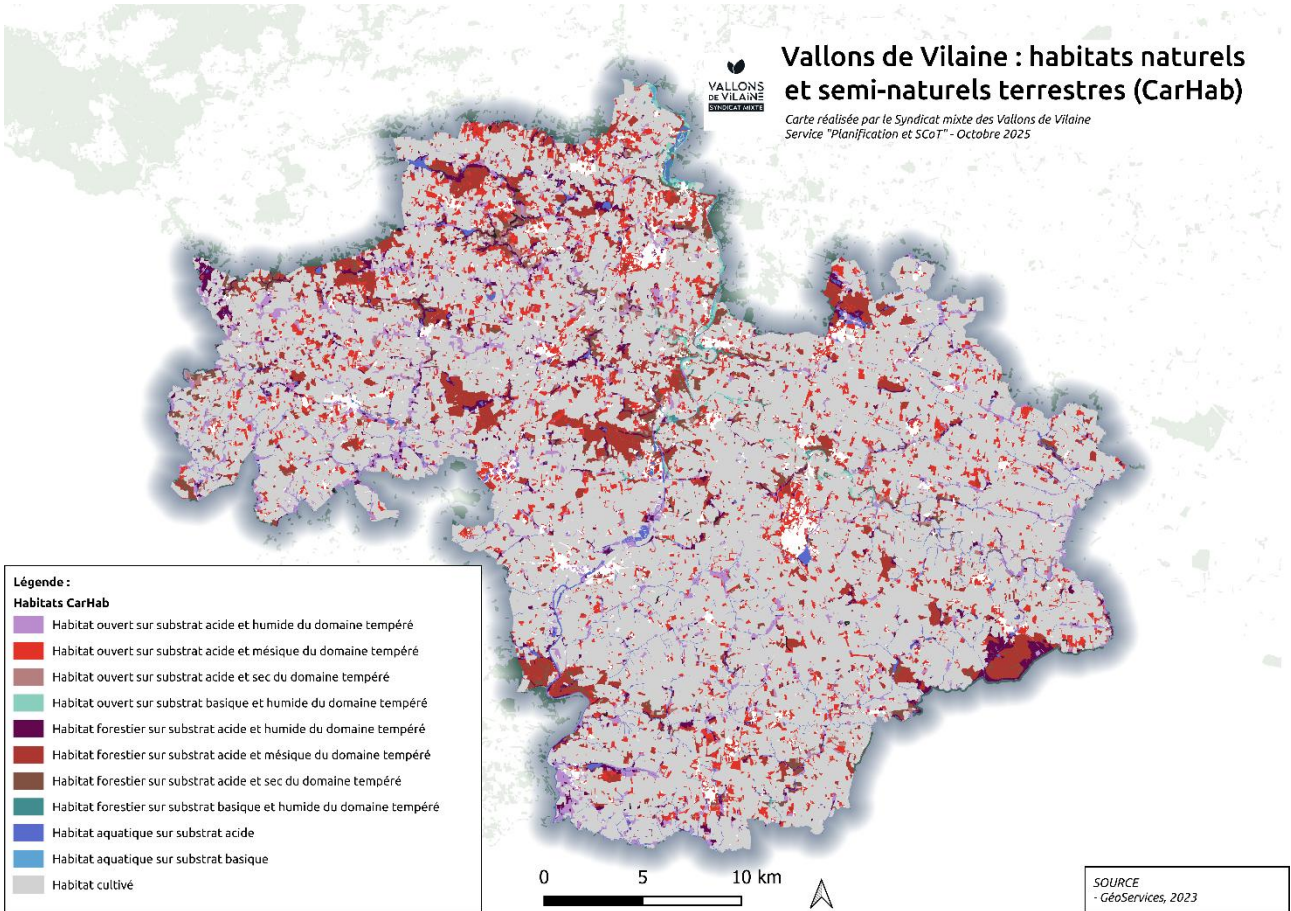 Vallons de Vilaine : habitats naturels
et semi-naturels terrestres (CarHab)
VALLONS
DE VILAINE
SYNDICAT MIXTE
Carte réalisée par le Syndicat mixte des Vallons de Vilaine
Service "Planification et SCoT" - Octobre 2025
Légende :
Habitats CarHab
Habitat ouvert sur substrat acide et humide du domaine tempéré
Habitat ouvert sur substrat acide et mésique du domaine tempéré
Habitat ouvert sur substrat acide et sec du domaine tempéré
Habitat ouvert sur substrat basique et humide du domaine tempéré
Habitat forestier sur substrat acide et humide du domaine tempéré
Habitat forestier sur substrat acide et mésique du domaine tempéré
Habitat forestier sur substrat acide et sec du domaine tempéré
Habitat forestier sur substrat basique et humide du domaine tempéré
Habitat aquatique sur substrat acide
Habitat aquatique sur substrat basique
Habitat cultivé
0 5 10 km
SOURCE
- GéoServices, 2023